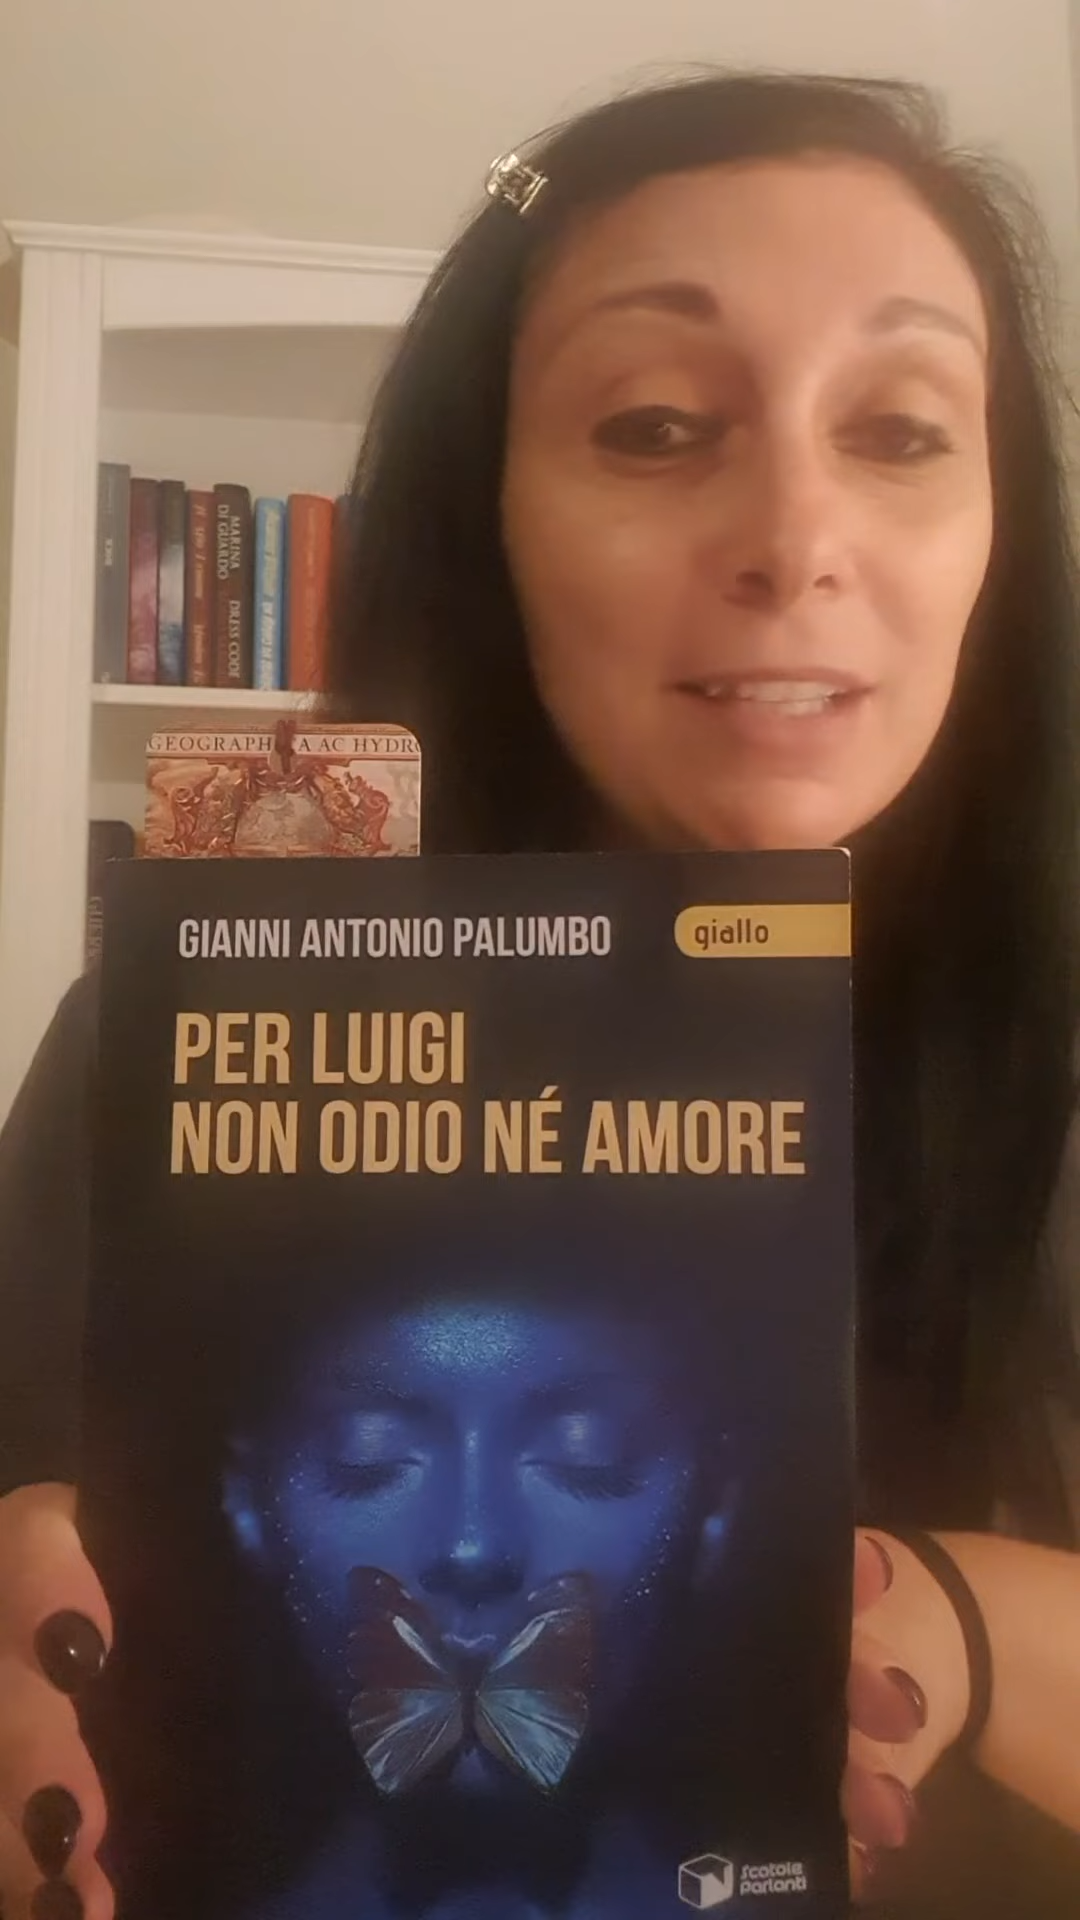 MARINA
DI GUARDO DRESS CODE
GEOGRAPHICA AC HYDRO
GIANNI ANTONIO PALUMBO
giallo
PER LUIGI
NON ODIO NÉ AMORE
Scatole
Parlanti